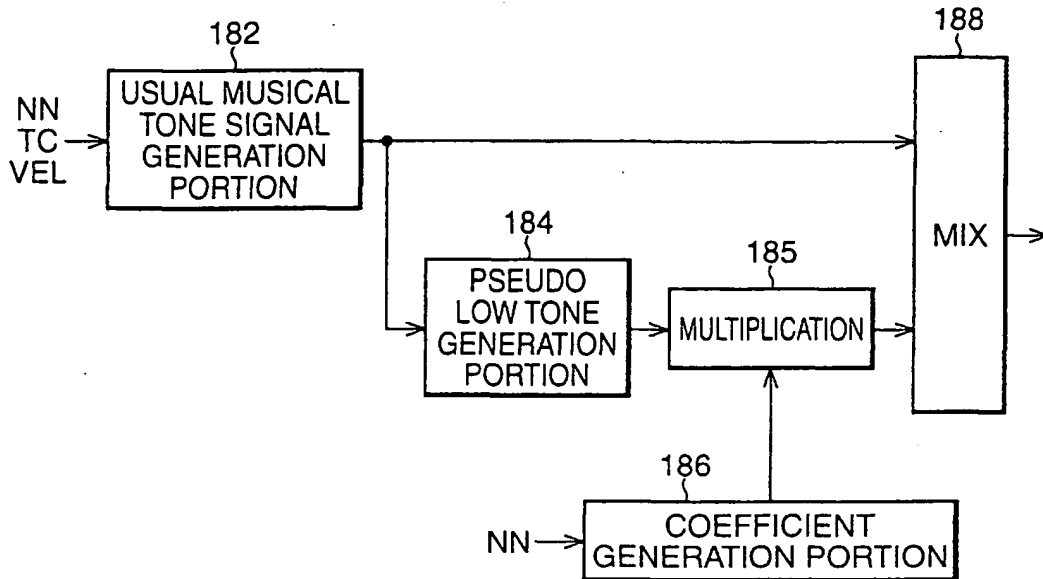 182
188
NN
TC
VEL
USUAL MUSICAL
TONE SIGNAL
GENERATION
PORTION
MIX
184
185
PSEUDO
LOW TONE
GENERATION
PORTION
MULTIPLICATION
186
NN
COEFFICIENT
GENERATION PORTION